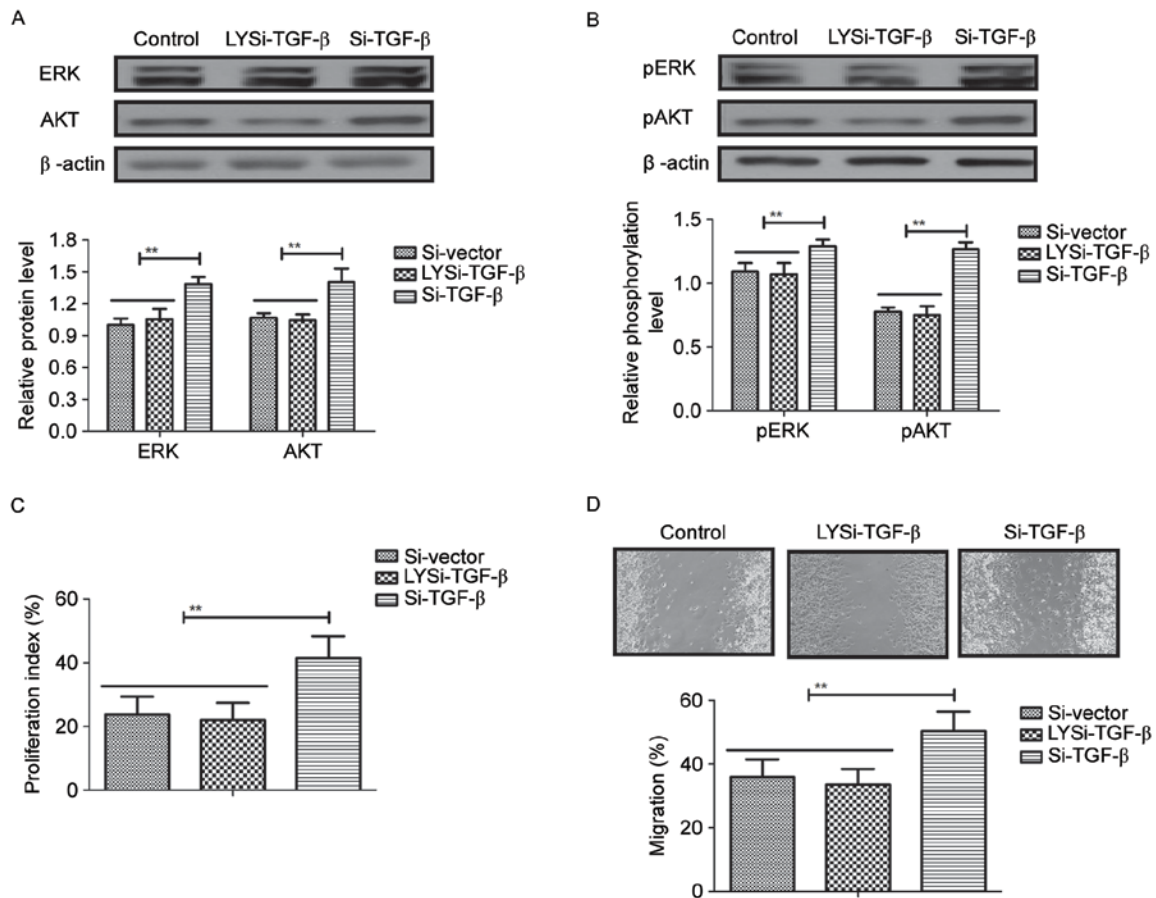 A
Control LYSi-TGF-β Si-TGF-β
ERK
AKT
β -actin
Relative protein level
1.8
1.5
1.2
0.9
0.6
0.3
0.0
**
**
ERK AKT
Si-vector
LYSi-TGF-β
Si-TGF-β
B
Control LYSi-TGF-β Si-TGF-β
pERK
pAKT
β -actin
Relative phosphorylation
level
1.5
1.0
0.5
0.0
**
**
pERK pAKT
Si-vector
LYSi-TGF-β
Si-TGF-β
C
Proliferation index (%)
60
40
20
0
**
Si-vector
LYSi-TGF-β
Si-TGF-β
D
Control LYSi-TGF-β Si-TGF-β
Migration (%)
60
40
20
0
**
Si-vector
LYSi-TGF-β
Si-TGF-β